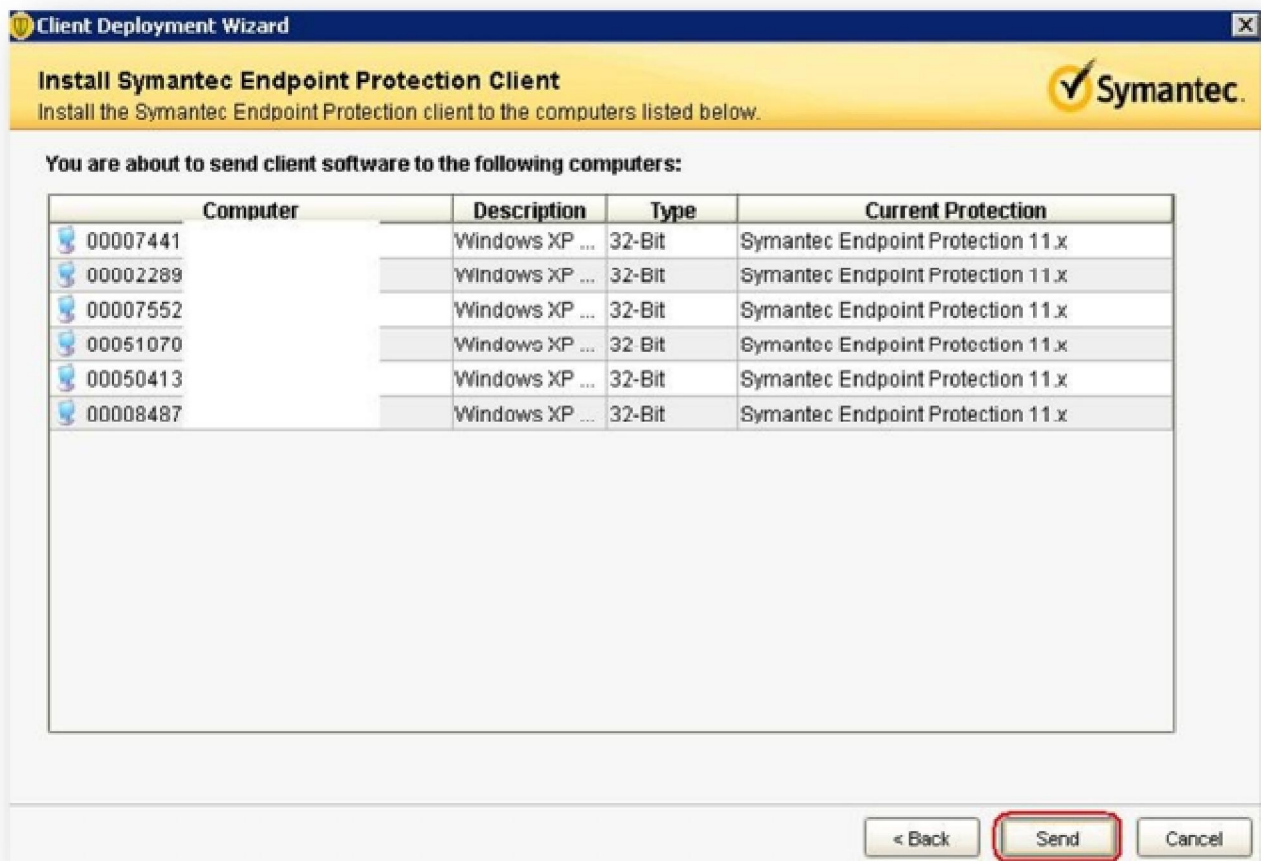 Client Deployment Wizard
Install Symantec Endpoint Protection Client
Install the Symantec Endpoint Protection client to the computers listed below.
Symantec.
You are about to send client software to the following computers:
Computer Description Type Current Protection
00007441 Windows XP ... 32-Bit Symantec Endpoint Protection 11.x
00002289 Windows XP ... 32-Bit Symantec Endpoint Protection 11.x
00007552 Windows XP ... 32-Bit Symantec Endpoint Protection 11.x
00051070 Windows XP ... 32-Bit Symantec Endpoint Protection 11.x
00050413 Windows XP ... 32-Bit Symantec Endpoint Protection 11.x
00008487 Windows XP ... 32-Bit Symantec Endpoint Protection 11.x
< Back Send Cancel